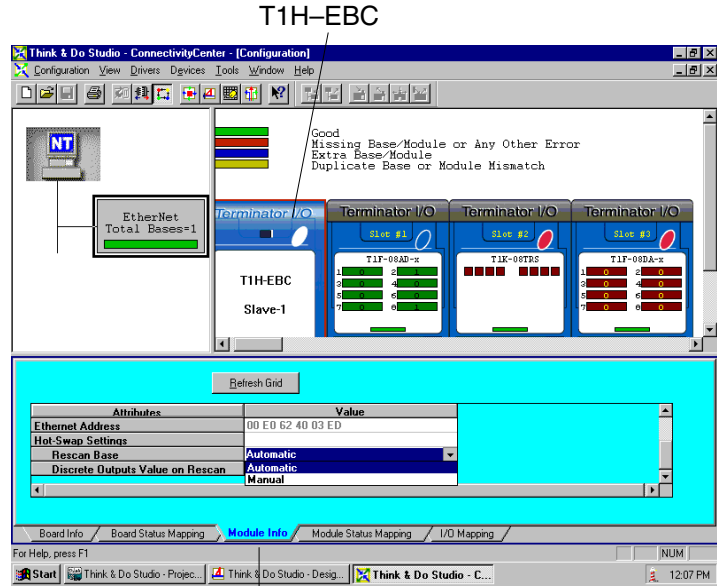 T1H–EBC
Think & Do Studio - ConnectivityCenter - [Configuration]
Configuration View Drivers Devices Tools Window Help
NT
EtherNet
Total Bases=1
Good
Missing Base/Module or Any Other Error
Extra Base/Module
Duplicate Base or Module Mismatch
Terminator I/O
T1H-EBC
Slave-1
Terminator I/O
Slot #1
T1F-08AD-x
1 0 2 1
3 0 4 1
5 0 6 1
7 0 8 1
Terminator I/O
Slot #2
T1K-08TRS
Terminator I/O
Slot #3
T1F-08DA-x
1 0 2 0
3 0 4 0
5 0 6 0
7 0 8 0
Refresh Grid
Attributes Value
Ethernet Address 00 E0 62 40 03 ED
Hot-Swap Settings
Rescan Base Automatic
Discrete Outputs Value on Rescan Automatic
Manual
Board Info Board Status Mapping Module Info Module Status Mapping I/O Mapping
For Help, press F1 NUM
Start Think & Do Studio - Projec... Think & Do Studio - Desig... Think & Do Studio - C... 12:07 PM